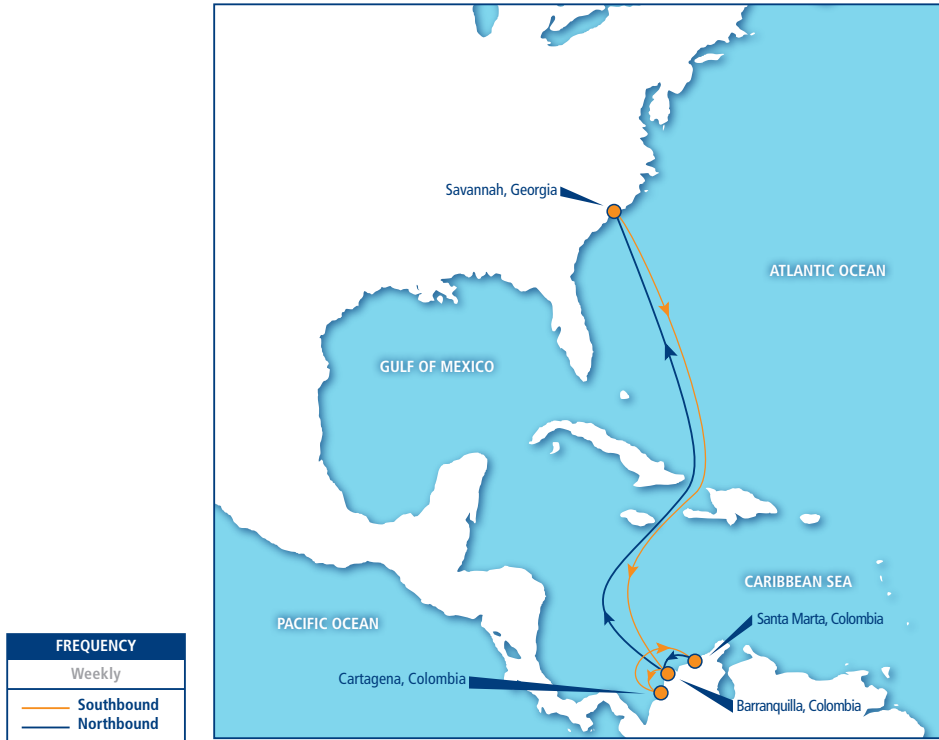 Savannah, Georgia
ATLANTIC OCEAN
GULF OF MEXICO
CARIBBEAN SEA
PACIFIC OCEAN
Santa Marta, Colombia
Cartagena, Colombia
Barranquilla, Colombia
FREQUENCY
Weekly
Southbound
Northbound